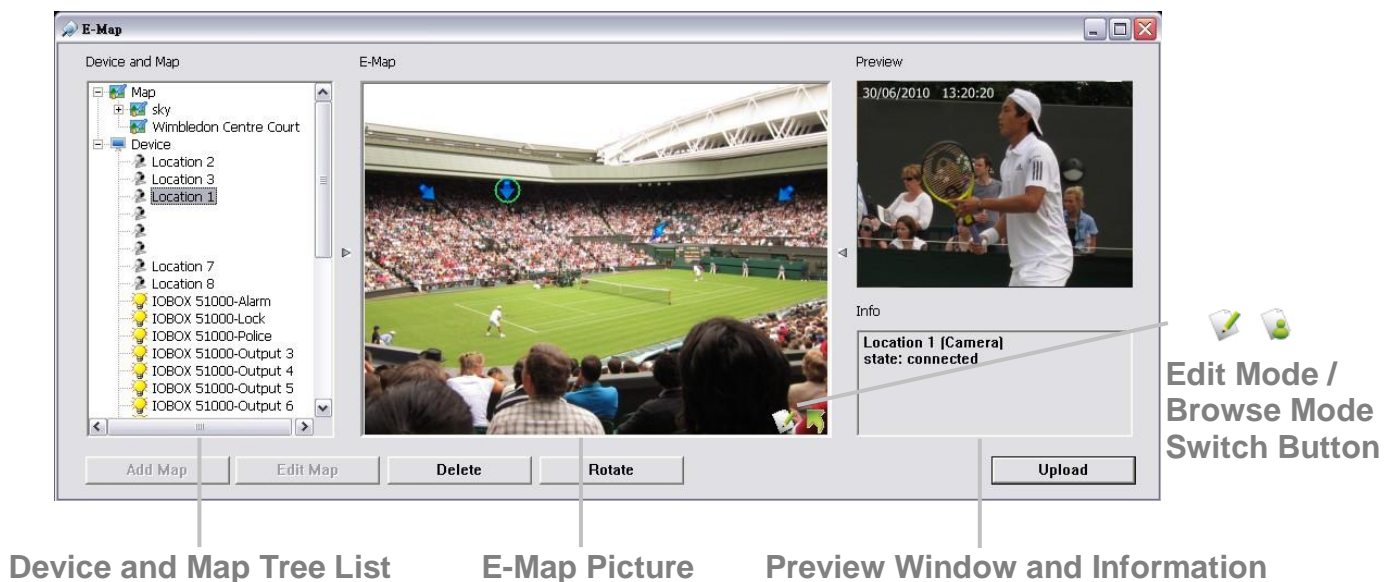 E-Map
Device and Map
E-Map
Preview
Map
sky
Wimbledon Centre Court
Device
Location 2
Location 3
Location 1
Location 7
Location 8
IOBOX 51000-Alarm
IOBOX 51000-Lock
IOBOX 51000-Police
IOBOX 51000-Output 3
IOBOX 51000-Output 4
IOBOX 51000-Output 5
IOBOX 51000-Output 6
30/06/2010 13:20:20
Info
Location 1 (Camera)
state: connected
Edit Mode /
Browse Mode
Switch Button
Add Map
Edit Map
Delete
Rotate
Upload
Device and Map Tree List
E-Map Picture
Preview Window and Information